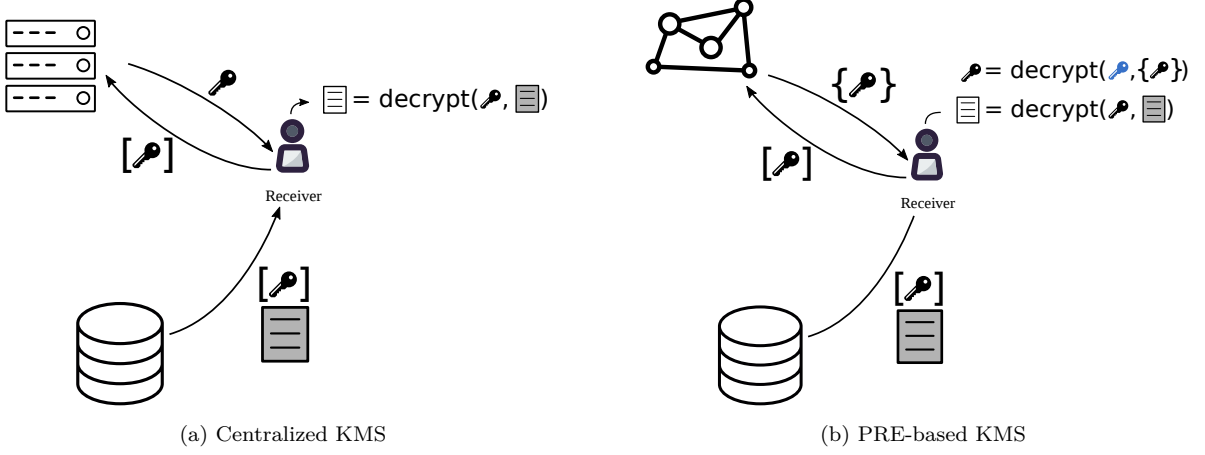 = decrypt( , )
[ ]
Receiver
[ ]
(a) Centralized KMS
{ }
= decrypt( ,{ })
= decrypt( , )
[ ]
Receiver
[ ]
(b) PRE-based KMS